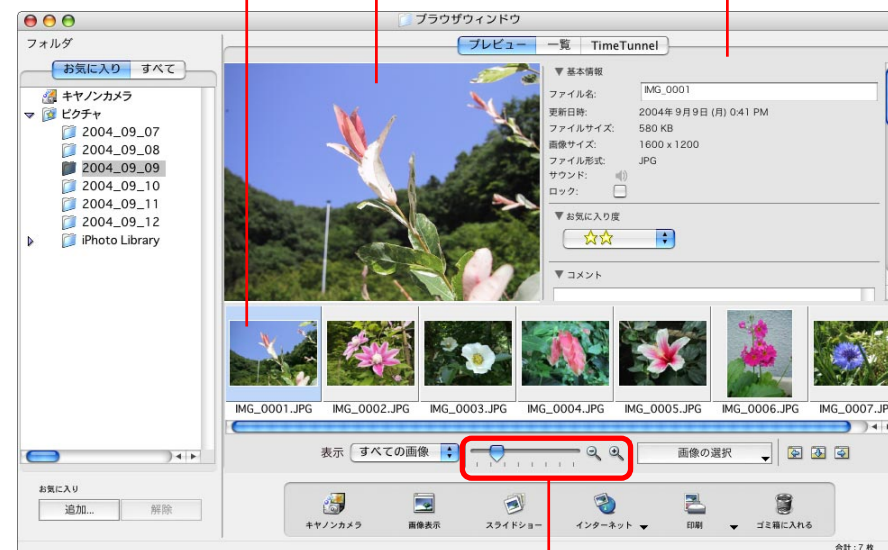 ブラウザウィンドウ
フォルダ
お気に入り すべて
キヤノンカメラ
ピクチャ
2004_09_07
2004_09_08
2004_09_09
2004_09_10
2004_09_11
2004_09_12
iPhoto Library
お気に入り
追加... 解除
プレビュー 一覧 TimeTunnel
▼ 基本情報
ファイル名: IMG_0001
更新日時: 2004年 9月9日 (月) 0:41 PM
ファイルサイズ: 580 KB
画像サイズ: 1600 x 1200
ファイル形式: JPG
サウンド:
ロック:
▼ お気に入り度
☆☆
▼ コメント
IMG_0001.JPG IMG_0002.JPG IMG_0003.JPG IMG_0004.JPG IMG_0005.JPG IMG_0006.JPG IMG_0007.JP
表示 すべての画像 画像の選択
キヤノンカメラ 画像表示 スライドショー インターネット 印刷 ゴミ箱に入れる
合計 : 7 枚